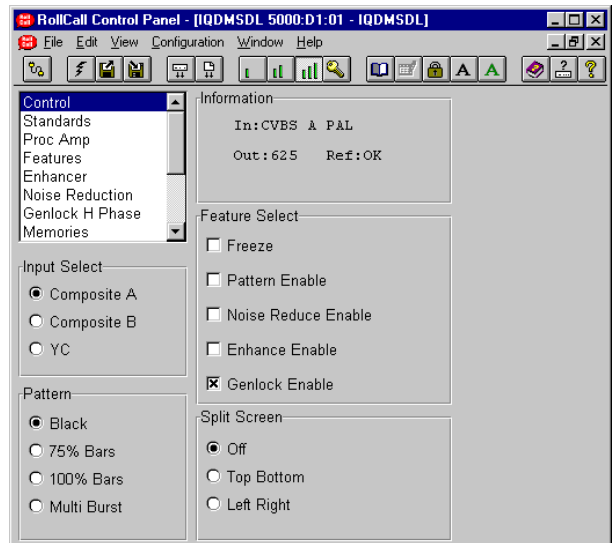 RollCall Control Panel - [IQDMSDL 5000:D1:01 - IQDMSDL]
File Edit View Configuration Window Help
A A
Control
Standards
Proc Amp
Features
Enhancer
Noise Reduction
Genlock H Phase
Memories
Input Select
Composite A
Composite B
YC
Pattern
Black
75% Bars
100% Bars
Multi Burst
Information
In:CVBS A PAL
Out:625 Ref:OK
Feature Select
Freeze
Pattern Enable
Noise Reduce Enable
Enhance Enable
Genlock Enable
Split Screen
Off
Top Bottom
Left Right